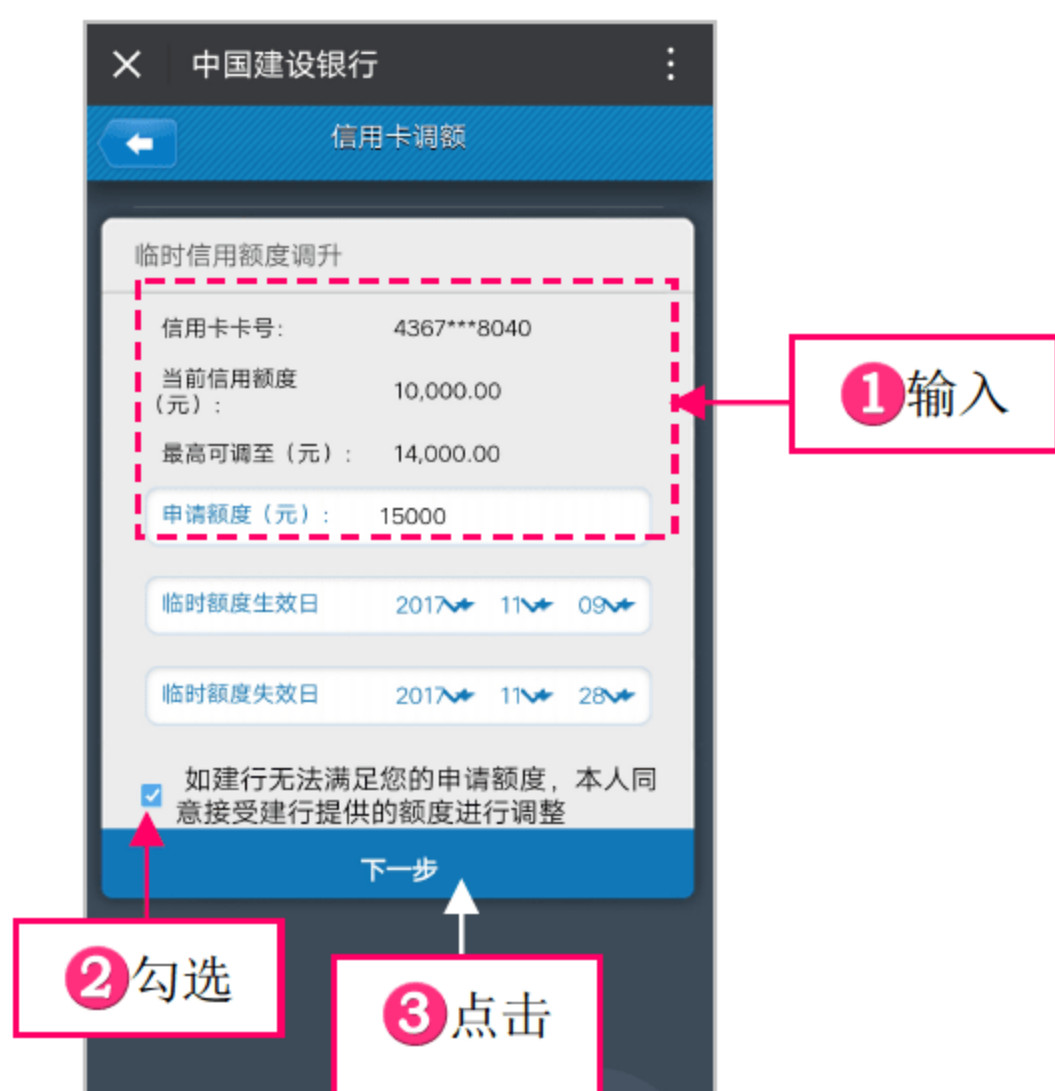 中国建设银行
信用卡调额
临时信用额度调升
信用卡卡号: 4367***8040
当前信用额度
(元): 10,000.00
最高可调至(元): 14,000.00
申请额度(元): 15000
1输入
临时额度生效日 2017 11 09
临时额度失效日 2017 11 28
如建行无法满足您的申请额度,本人同
意接受建行提供的额度进行调整
下一步
2勾选
3点击